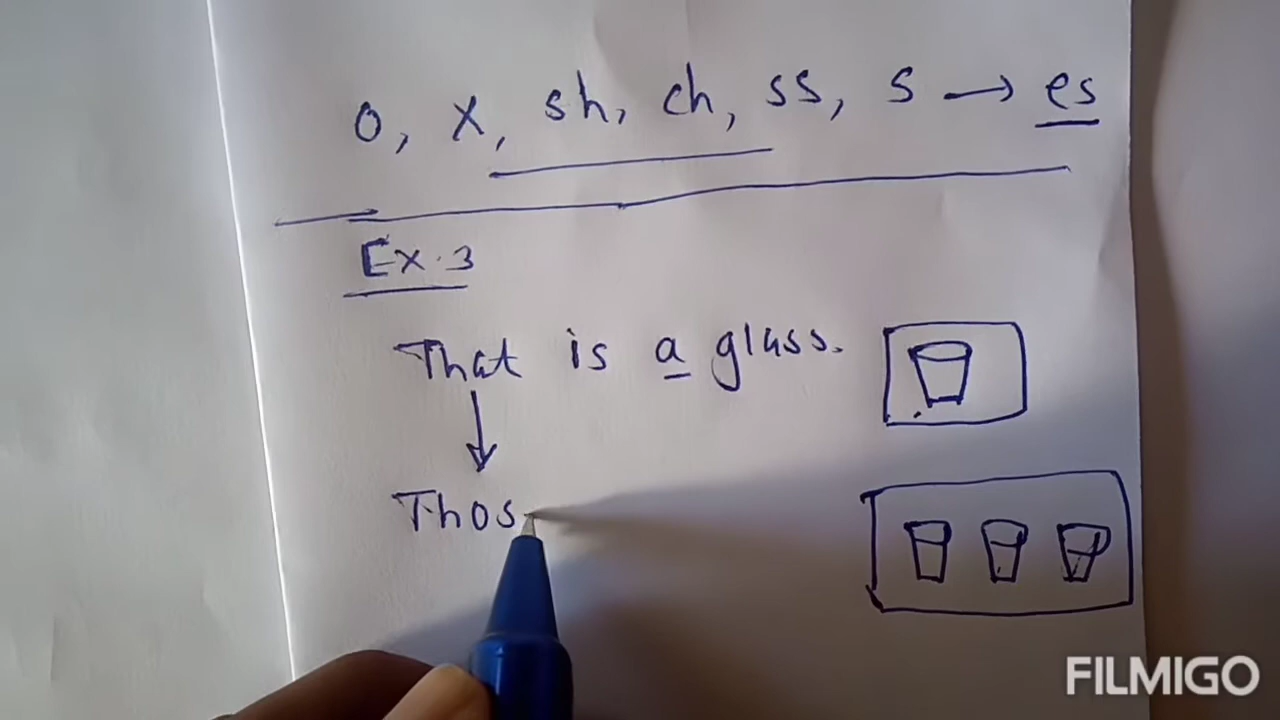 o, x, sh, ch, ss, s → es
Ex. 3
That is a glass.
Thos
FILMIGO